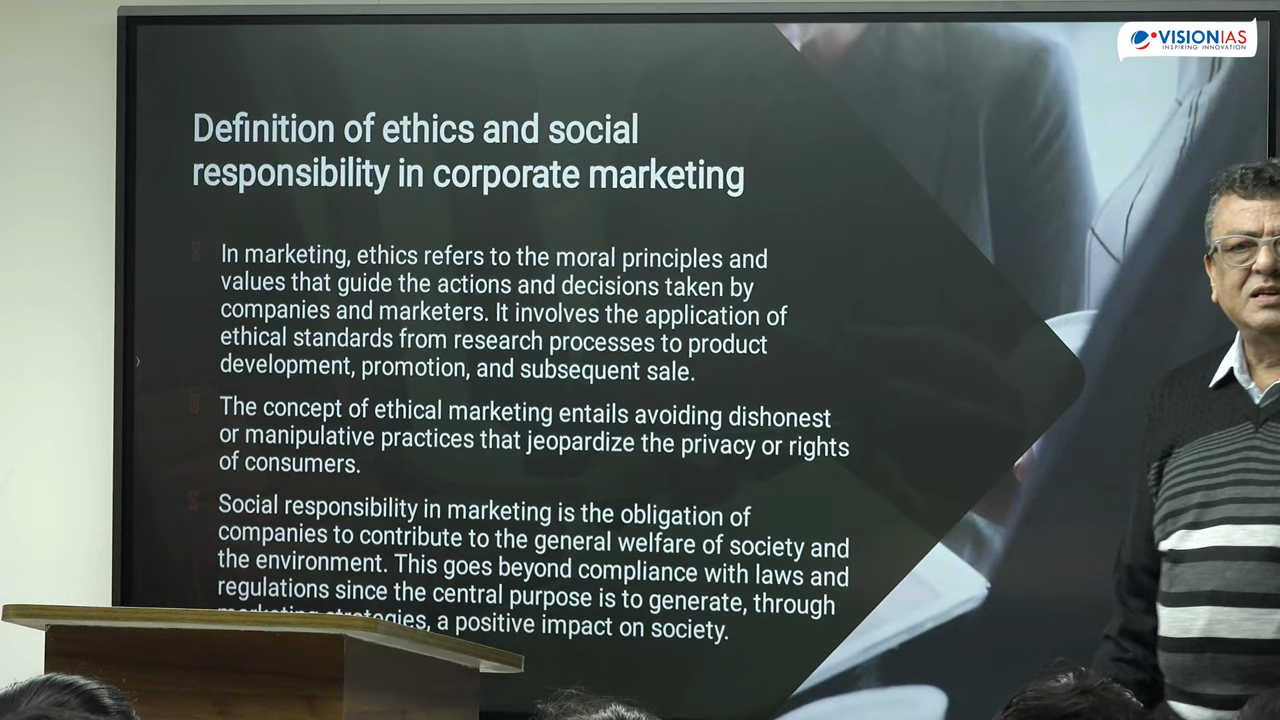 VISIONIAS
INSPIRING INNOVATION
Definition of ethics and social
responsibility in corporate marketing
In marketing, ethics refers to the moral principles and
values that guide the actions and decisions taken by
companies and marketers. It involves the application of
ethical standards from research processes to product
development, promotion, and subsequent sale.
The concept of ethical marketing entails avoiding dishonest
or manipulative practices that jeopardize the privacy or rights
of consumers.
Social responsibility in marketing is the obligation of
companies to contribute to the general welfare of society and
the environment. This goes beyond compliance with laws and
regulations since the central purpose is to generate, through
marketing strategies, a positive impact on society.